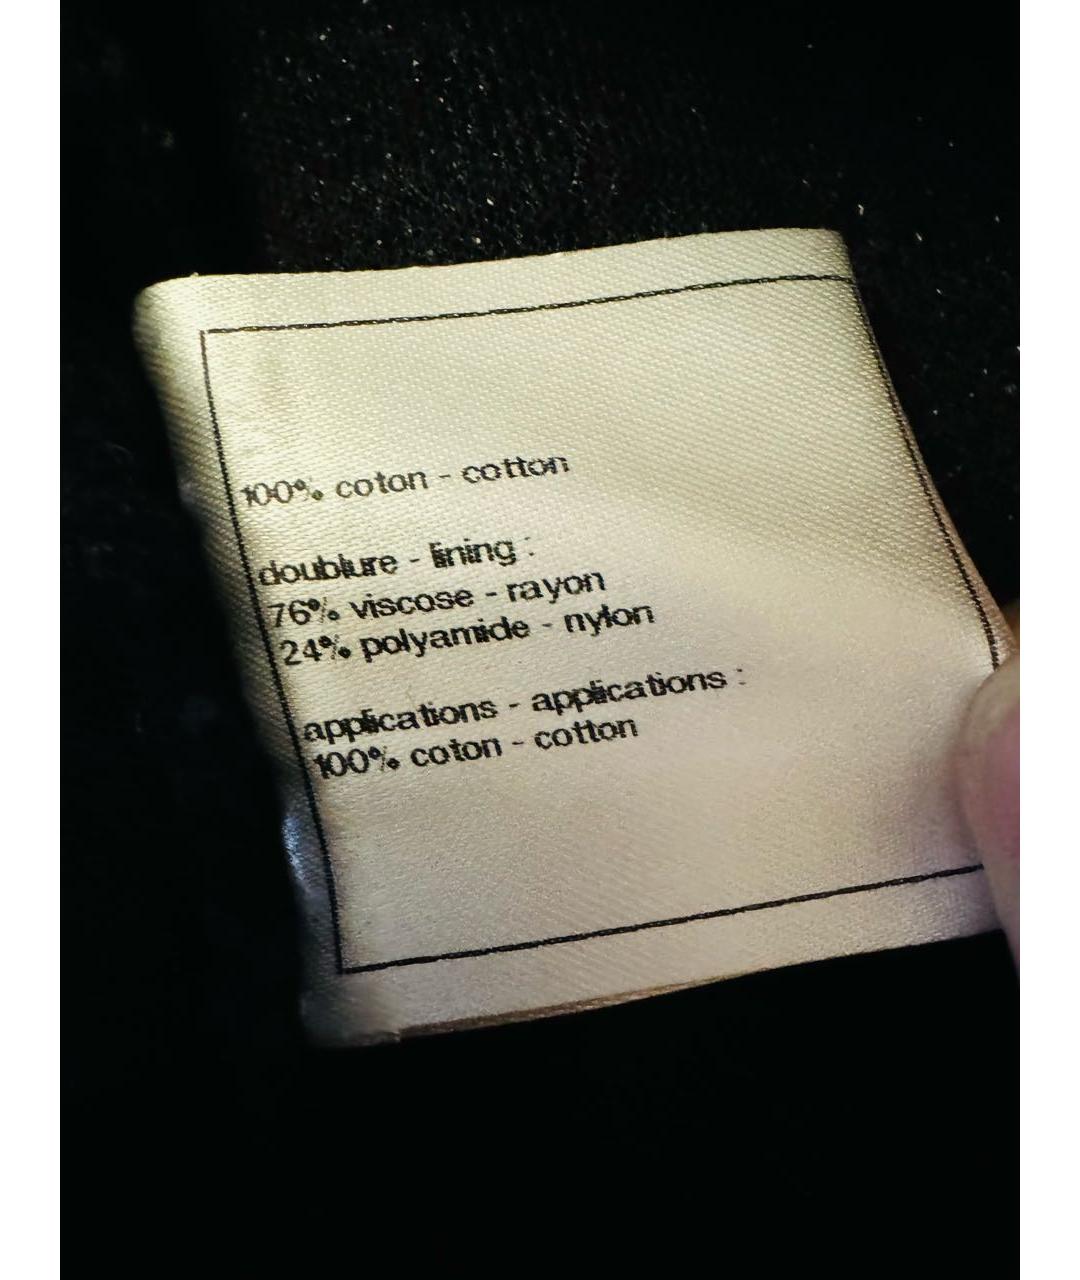 100% coton - cotton
doublure - lining :
76% viscose - rayon
24% polyamide - nylon
applications - applications :
100% coton - cotton